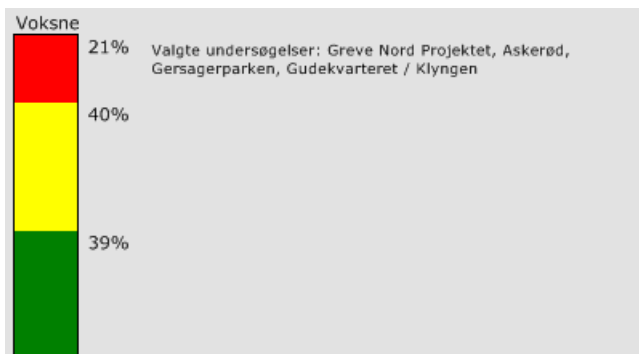 Voksne
21% Valgte undersøgelser: Greve Nord Projektet, Askerød,
Gersagerparken, Gudekvarteret / Klyngen
40%
39%